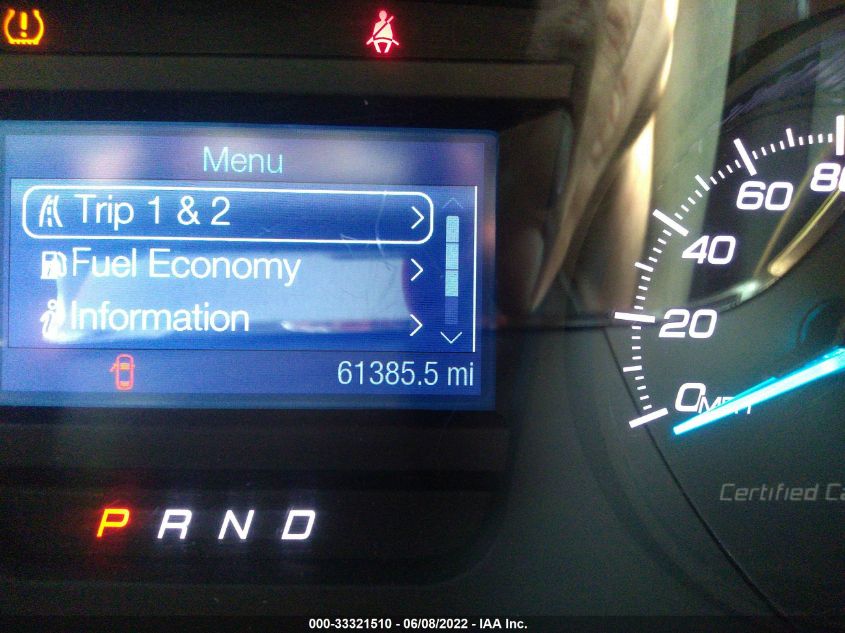 Menu
Trip 1 & 2
Fuel Economy
Information
61385.5 mi
P R N D
0 MPH
20
40
60
Certified
000-33321510 - 06/08/2022 - IAA Inc.